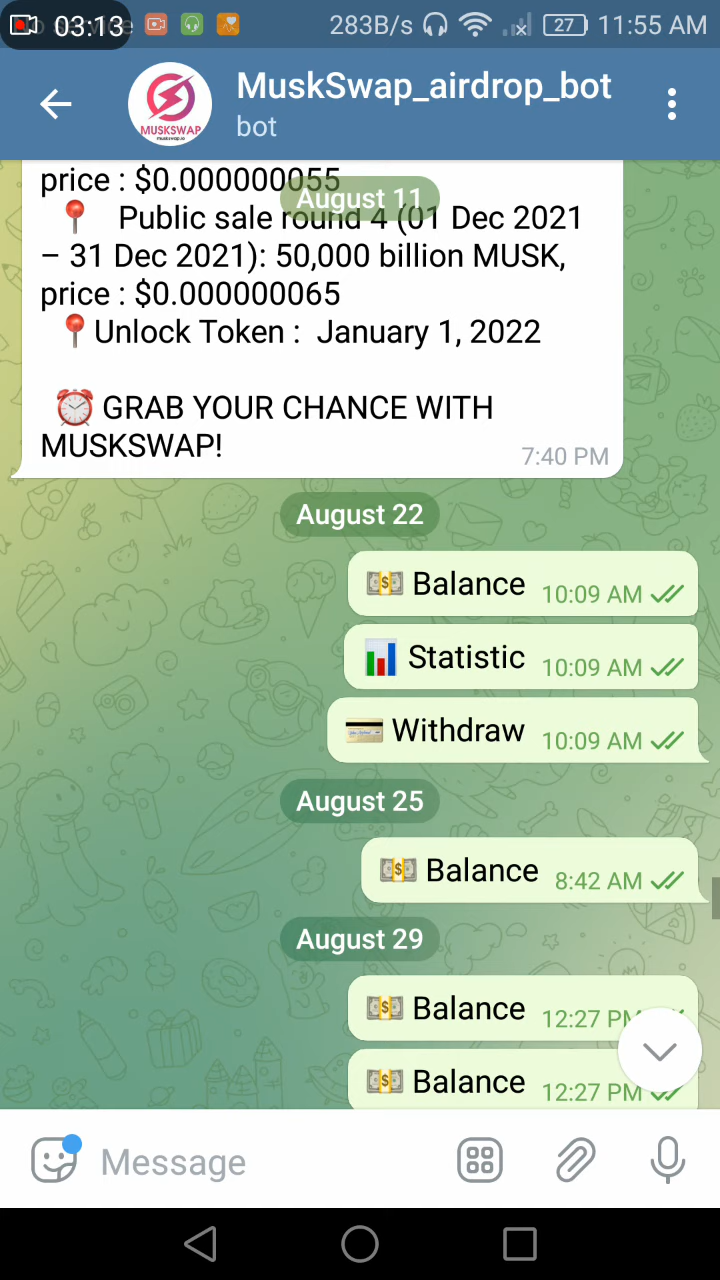 03:13
283B/s 27 11:55 AM
MuskSwap_airdrop_bot
bot
MUSKSWAP
muskswap.io
price : $0.000000055
August 11
📍 Public sale round 4 (01 Dec 2021
– 31 Dec 2021): 50,000 billion MUSK,
price : $0.000000065
📍Unlock Token : January 1, 2022
⏰ GRAB YOUR CHANCE WITH
MUSKSWAP!
7:40 PM
August 22
💵 Balance 10:09 AM
📊 Statistic 10:09 AM
💳 Withdraw 10:09 AM
August 25
💵 Balance 8:42 AM
August 29
💵 Balance 12:27 PM
💵 Balance 12:27 PM
Message